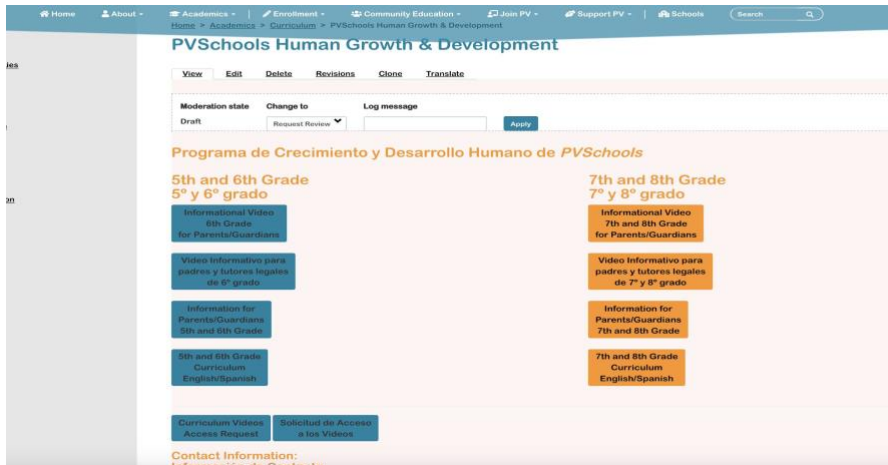 Home About Academics | Enrollment Community Education Join PV Support PV | Schools Search
Home > Academics > Curriculum > PVSchools Human Growth & Development
PVSchools Human Growth & Development
ies
View Edit Delete Revisions Clone Translate
Moderation state Change to Log message
Draft Request Review Apply
Programa de Crecimiento y Desarrollo Humano de PVSchools
on
5th and 6th Grade
5º y 6º grado
Informational Video
6th Grade
for Parents/Guardians
Video Informativo para
padres y tutores legales
de 6º grado
Information for
Parents/Guardians
5th and 6th Grade
5th and 6th Grade
Curriculum
English/Spanish
7th and 8th Grade
7º y 8º grado
Informational Video
7th and 8th Grade
for Parents/Guardians
Video Informativo para
padres y tutores legales
de 7º y 8º grado
Information for
Parents/Guardians
7th and 8th Grade
7th and 8th Grade
Curriculum
English/Spanish
Curriculum Videos
Access Request
Solicitud de Acceso
a los Videos
Contact Information: